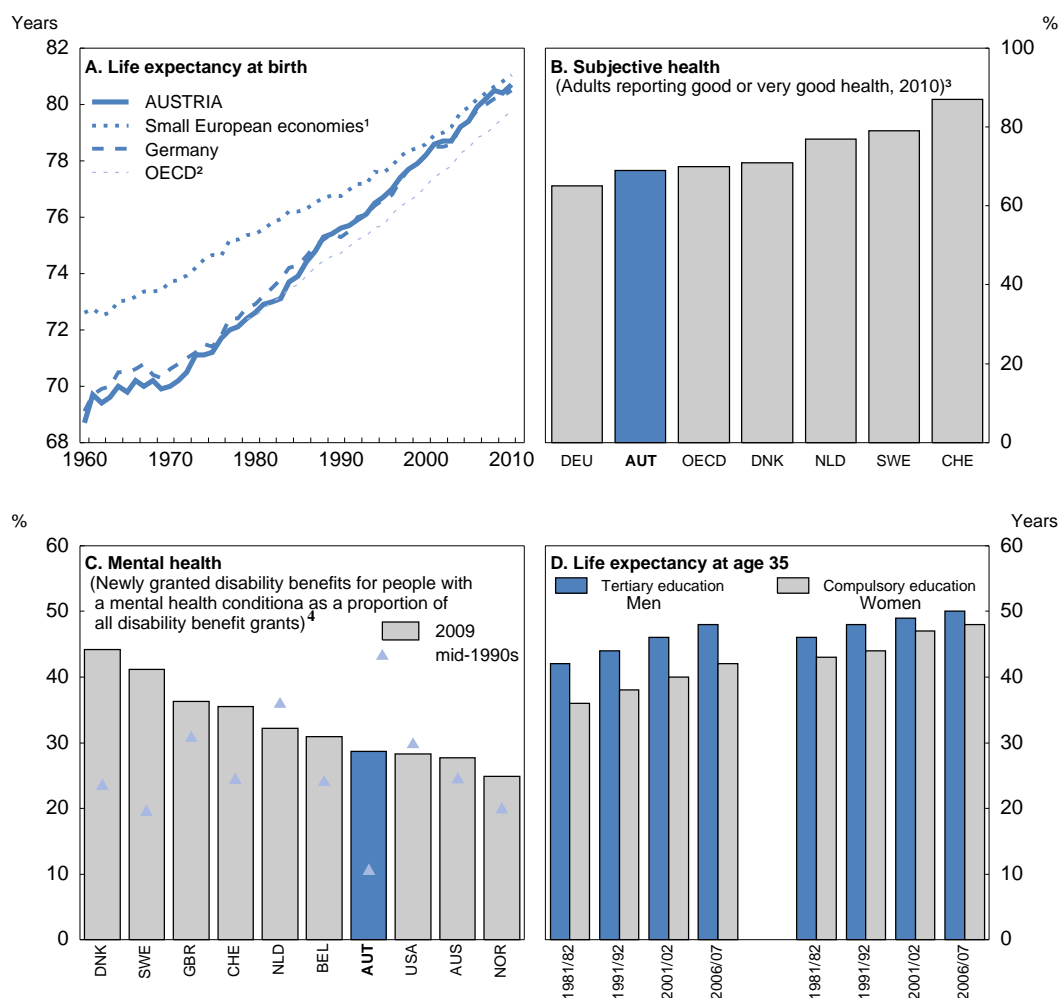 Years
82
80
78
76
74
72
70
68
A. Life expectancy at birth
AUSTRIA
Small European economies¹
Germany
OECD²
1960
1970
1980
1990
2000
2010
%
100
80
60
40
20
0
B. Subjective health
(Adults reporting good or very good health, 2010)³
DEU
AUT
OECD
DNK
NLD
SWE
CHE
%
60
50
40
30
20
10
0
C. Mental health
(Newly granted disability benefits for people with
a mental health conditiona as a proportion of
all disability benefit grants)⁴
2009
mid-1990s
DNK
SWE
GBR
CHE
NLD
BEL
AUT
USA
AUS
NOR
Years
60
50
40
30
20
10
0
D. Life expectancy at age 35
Tertiary education
Compulsory education
Men
Women
1981/82
1991/92
2001/02
2006/07
1981/82
1991/92
2001/02
2006/07